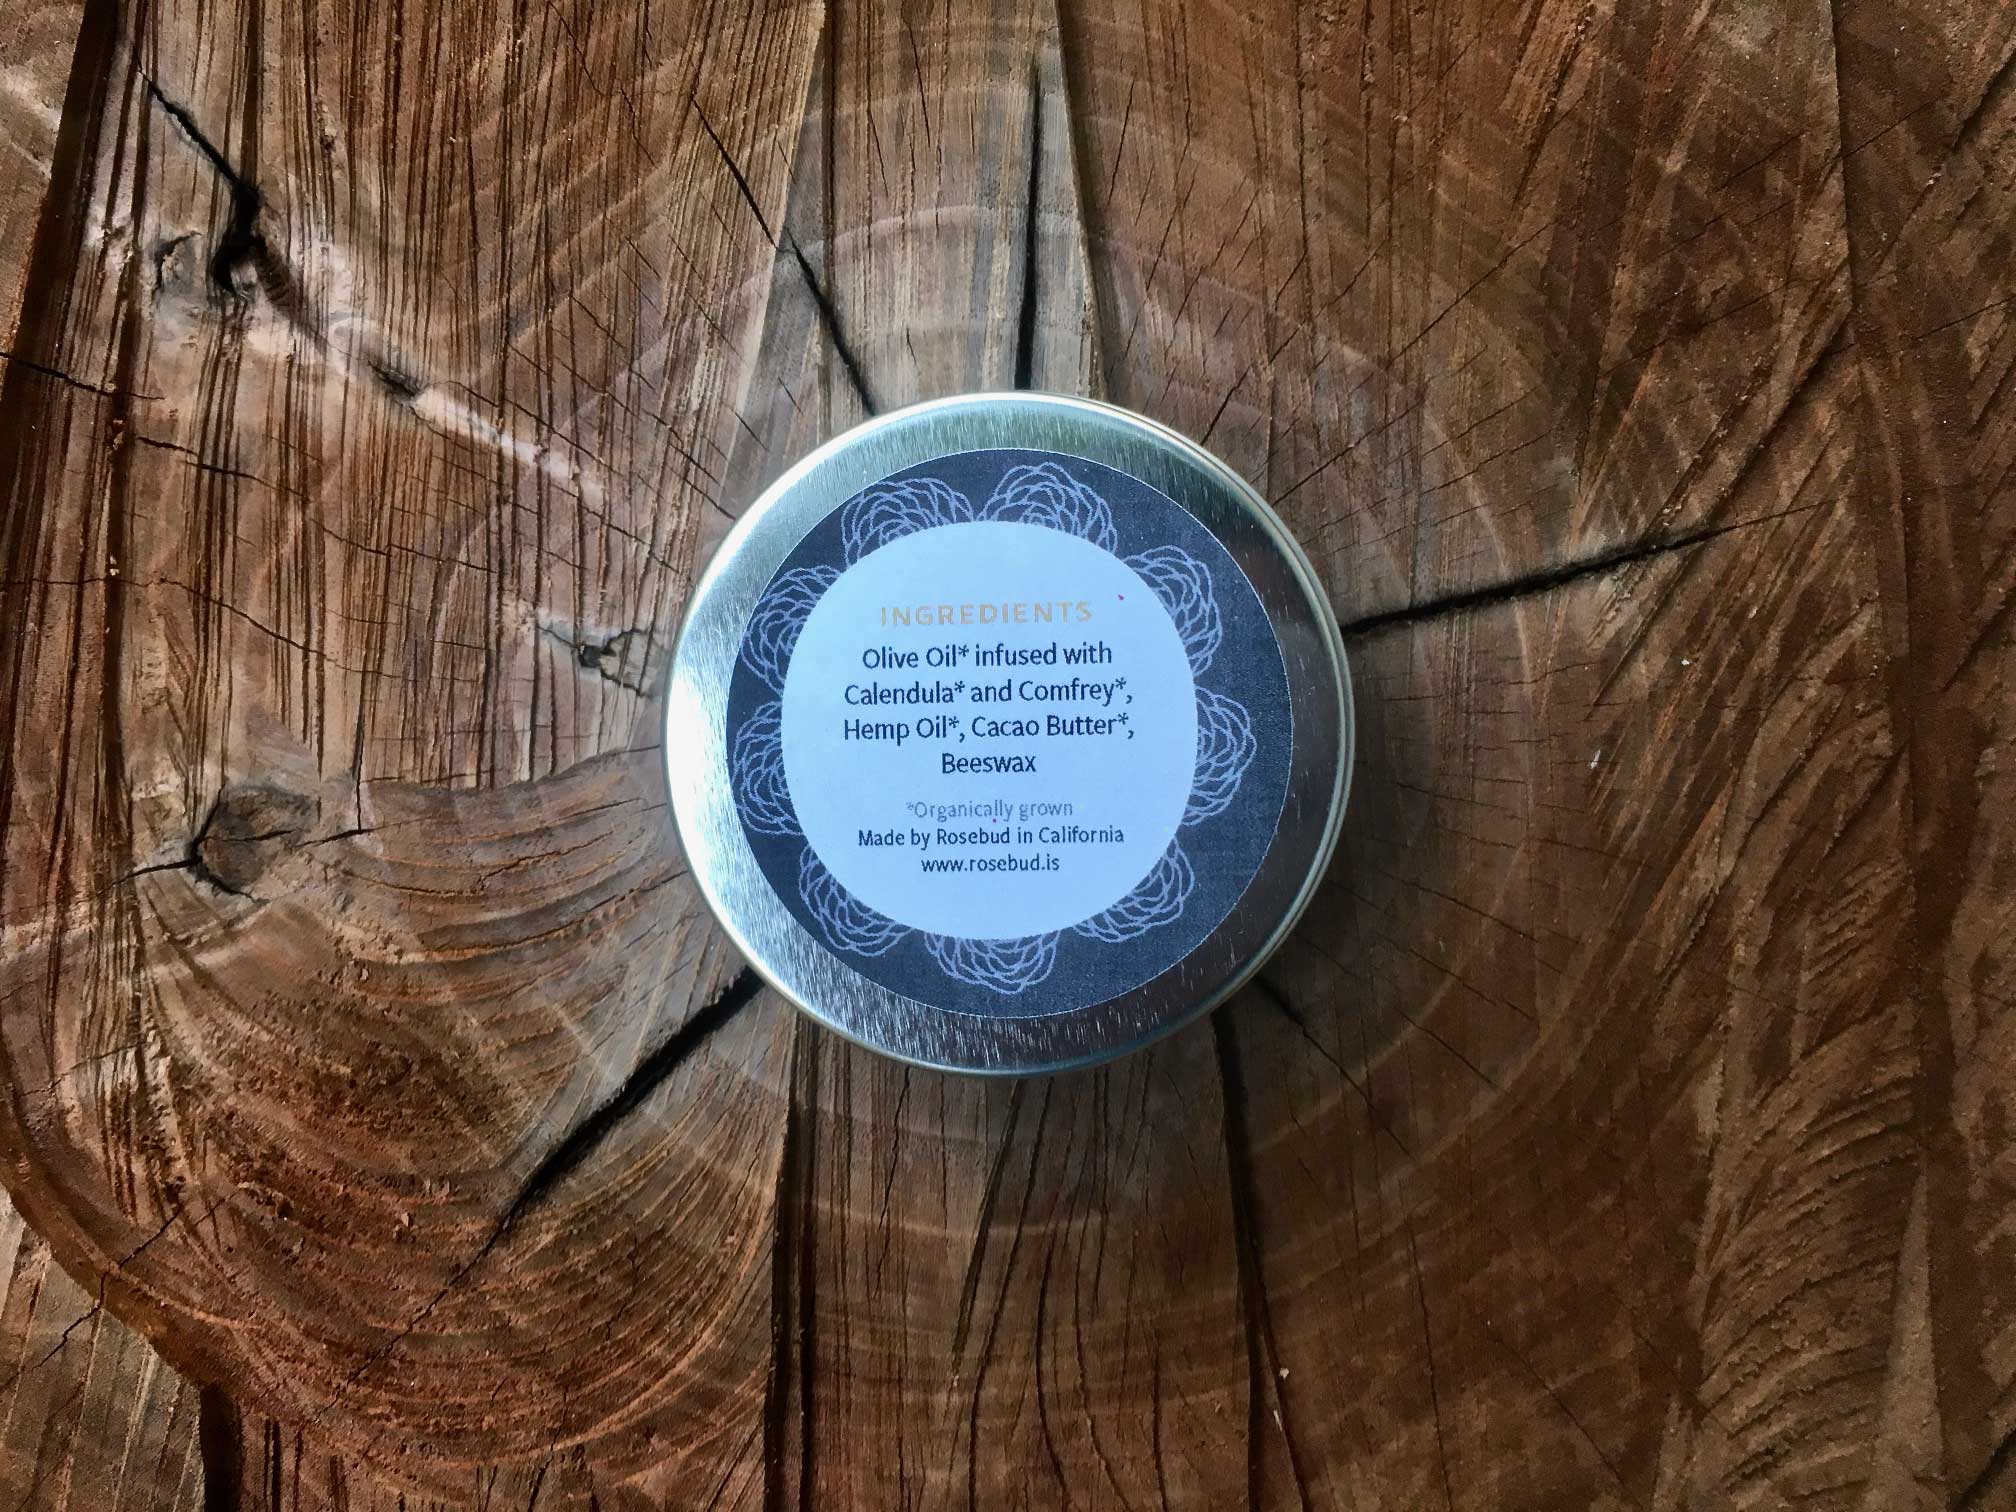 INGREDIENTS
Olive Oil* infused with
Calendula* and Comfrey*,
Hemp Oil*, Cacao Butter*,
Beeswax
*Organically grown
Made by Rosebud in California
www.rosebud.is